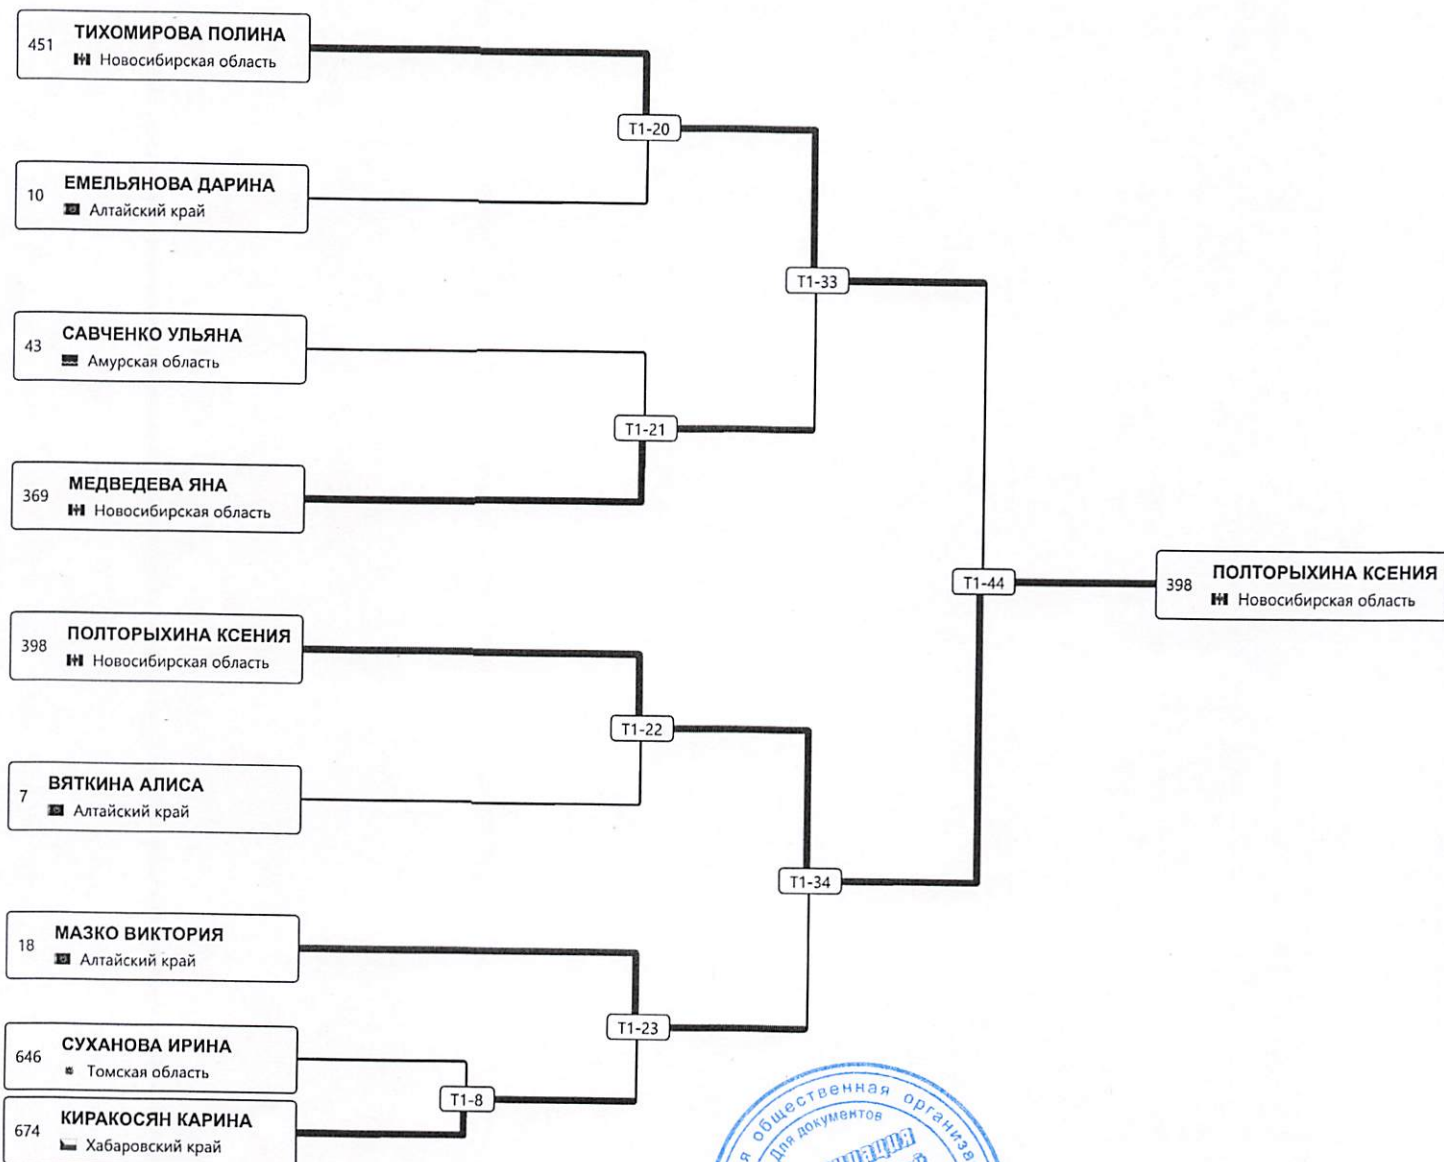 451 ТИХОМИРОВА ПОЛИНА
Новосибирская область
T1-20
10 ЕМЕЛЬЯНОВА ДАРИНА
Алтайский край
T1-33
43 САВЧЕНКО УЛЬЯНА
Амурская область
T1-21
369 МЕДВЕДЕВА ЯНА
Новосибирская область
T1-44
398 ПОЛТОРЫХИНА КСЕНИЯ
Новосибирская область
398 ПОЛТОРЫХИНА КСЕНИЯ
Новосибирская область
T1-22
7 ВЯТКИНА АЛИСА
Алтайский край
T1-34
18 МАЗКО ВИКТОРИЯ
Алтайский край
T1-23
646 СУХАНОВА ИРИНА
Томская область
T1-8
674 КИРАКОСЯН КАРИНА
Хабаровский край
общественная
Для документов